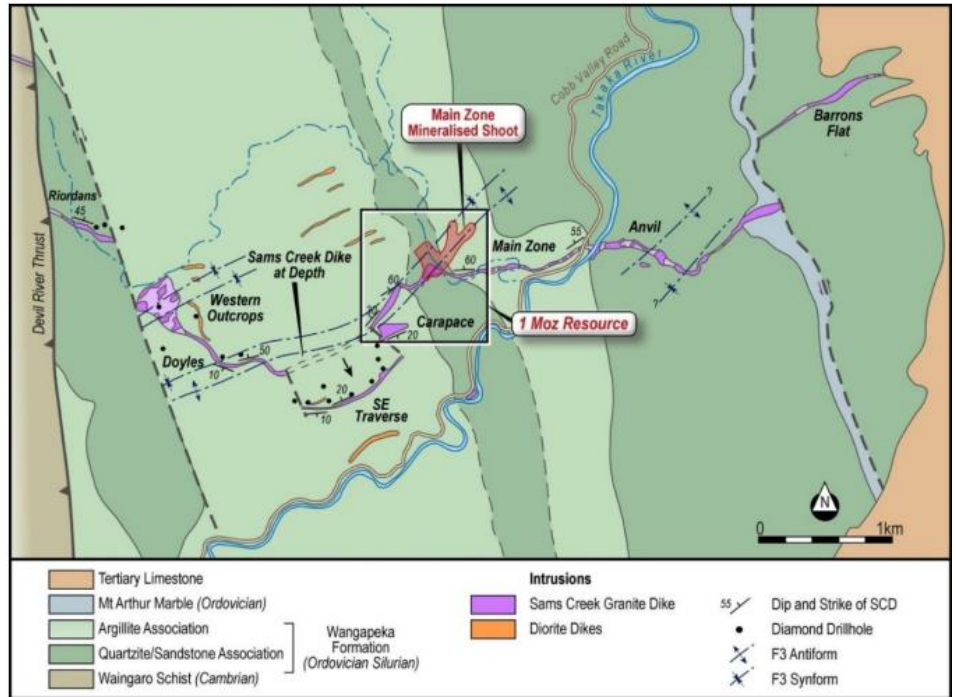 Cobb Valley Road
Takaka River
Main Zone
Mineralised Shoot
Barrons
Flat
Riordans
45
Devil River Thrust
Sams Creek Dike
at Depth
55
Main Zone
Anvil
?
60
60
Western
Outcrops
Carapace
20
1 Moz Resource
?
Doyles
50
10
20
10
SE
Traverse
N
0
1km
Tertiary Limestone
Mt Arthur Marble (Ordovician)
Argillite Association
Quartzite/Sandstone Association
Waingaro Schist (Cambrian)
Wangapeka
Formation
(Ordovician Silurian)
Intrusions
Sams Creek Granite Dike
Diorite Dikes
55
Dip and Strike of SCD
Diamond Drillhole
F3 Antiform
F3 Synform